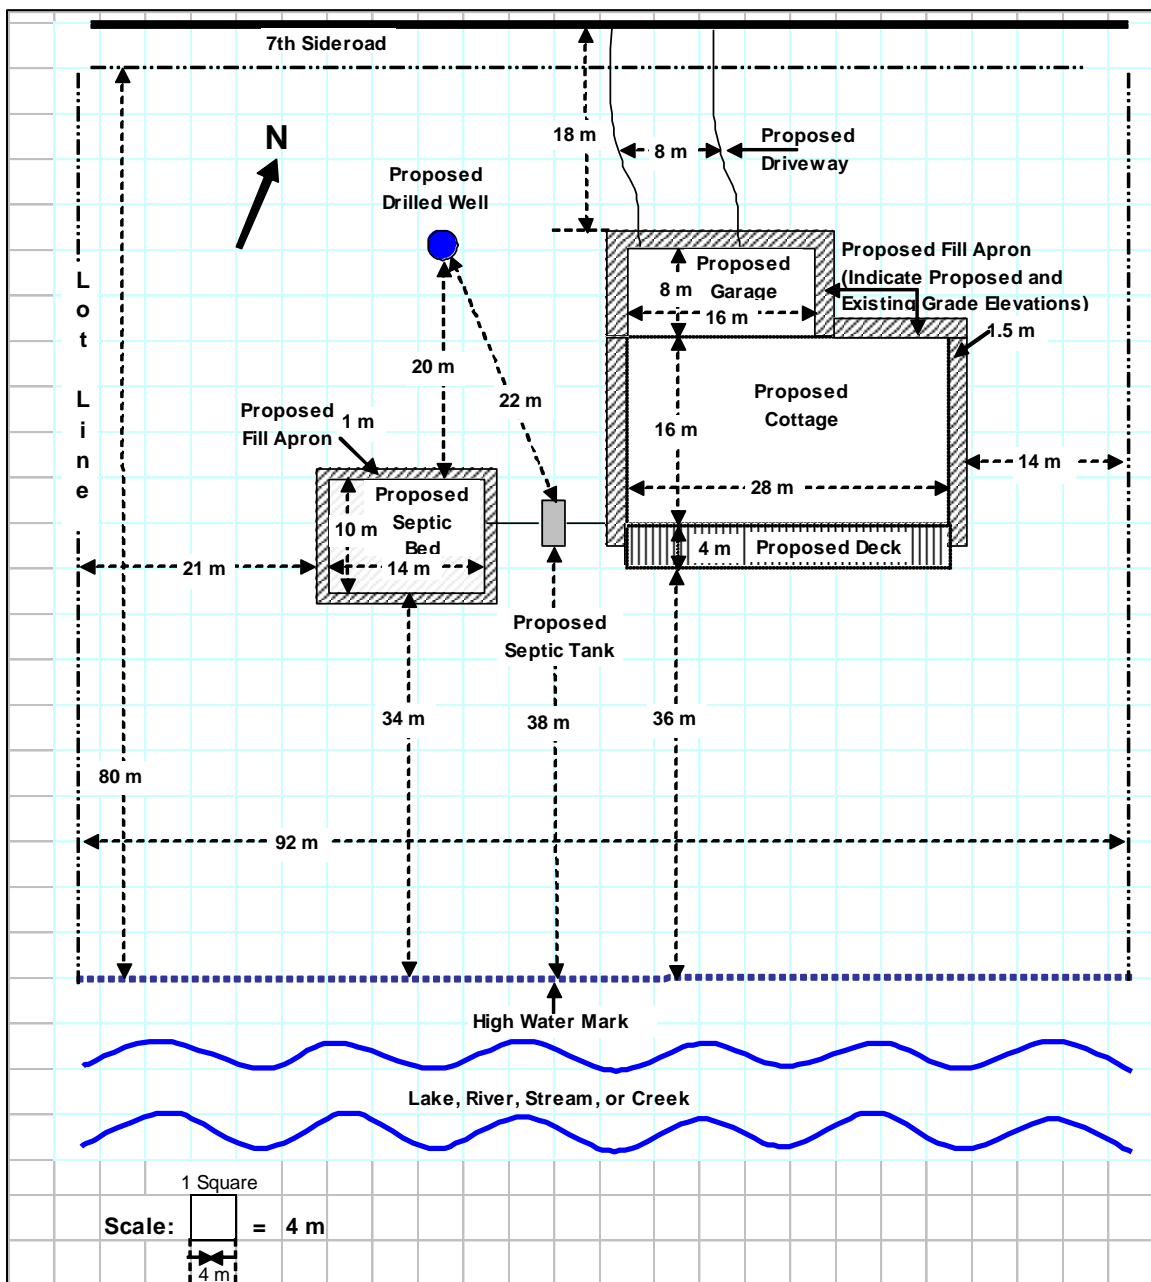 7th Sideroad
N
18 m
8 m
Proposed
Driveway
Proposed
Drilled Well
Lot Line
Proposed
Garage
8 m
16 m
Proposed Fill Apron
(Indicate Proposed and
Existing Grade Elevations)
1.5 m
20 m
22 m
Proposed
Cottage
16 m
28 m
14 m
Proposed
Fill Apron
1 m
Proposed
Septic
Bed
10 m
14 m
21 m
4 m
Proposed Deck
Proposed
Septic Tank
34 m
38 m
36 m
80 m
92 m
High Water Mark
Lake, River, Stream, or Creek
1 Square
Scale: = 4 m
4 m